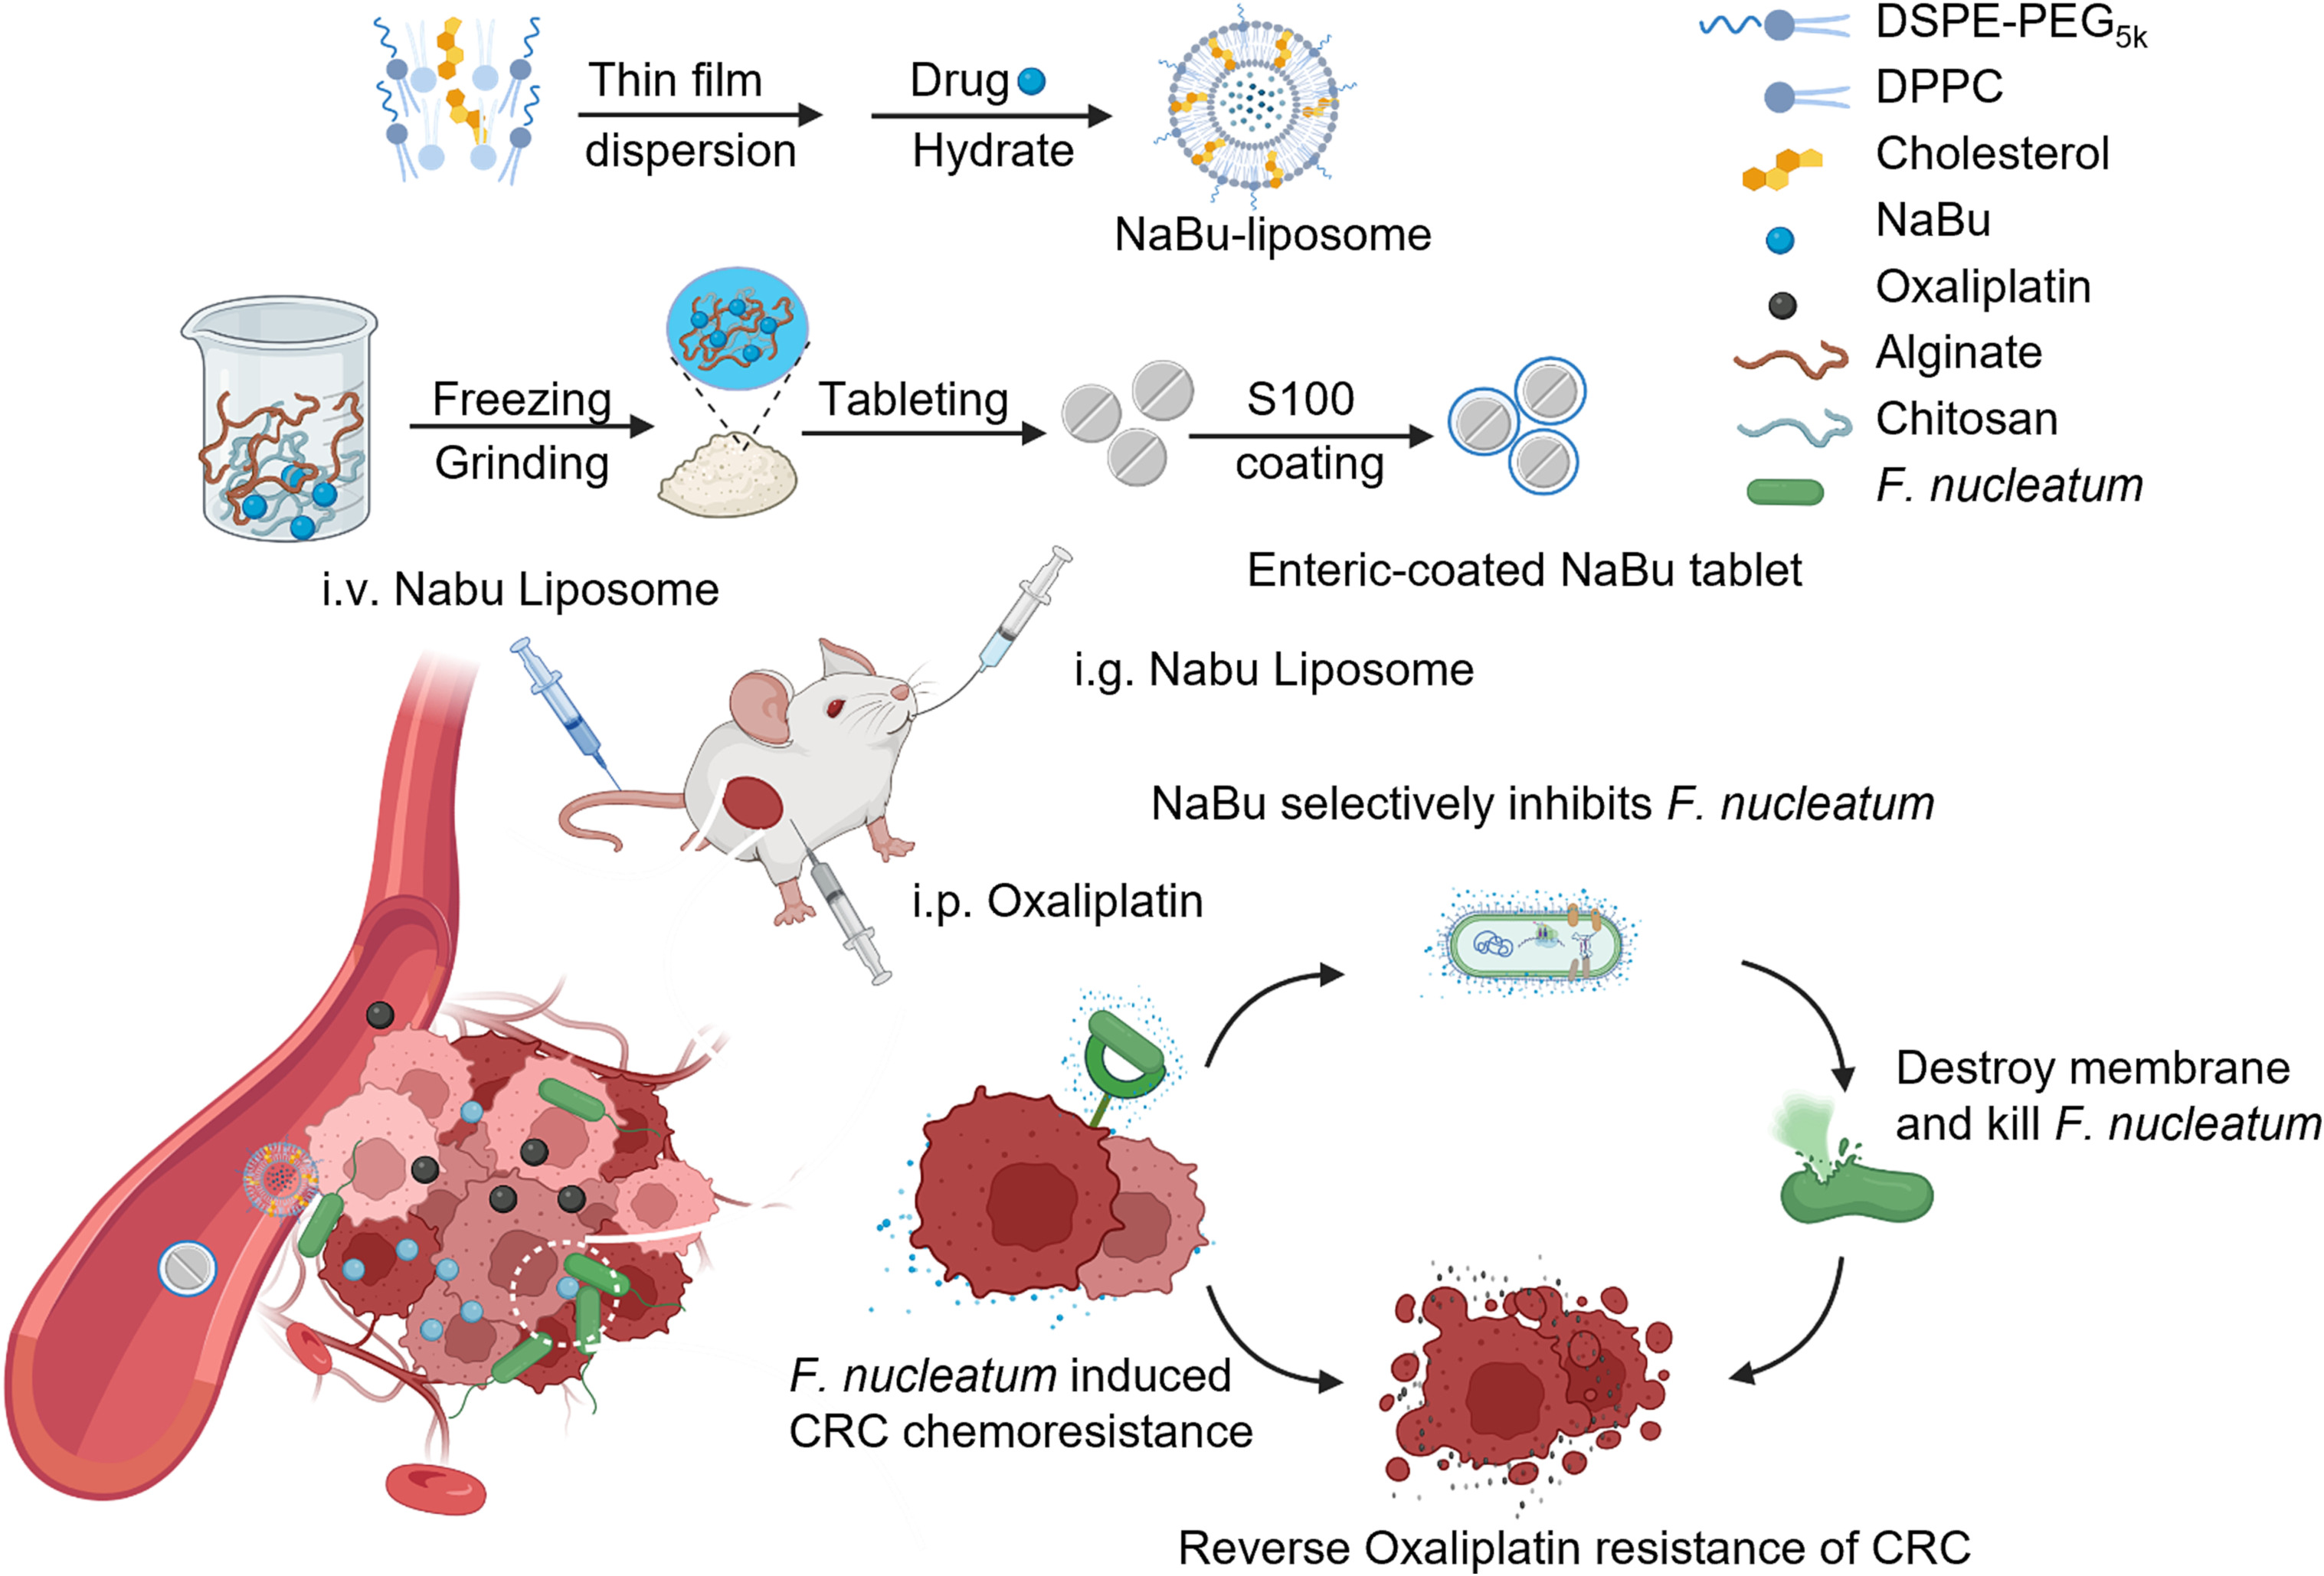 Thin film
dispersion
Drug
Hydrate
NaBu-liposome
DSPE-PEG5k
DPPC
Cholesterol
NaBu
Oxaliplatin
Alginate
Chitosan
F. nucleatum
Freezing
Grinding
Tableting
S100
coating
Enteric-coated NaBu tablet
i.v. Nabu Liposome
i.g. Nabu Liposome
i.p. Oxaliplatin
NaBu selectively inhibits F. nucleatum
Destroy membrane
and kill F. nucleatum
F. nucleatum induced
CRC chemoresistance
Reverse Oxaliplatin resistance of CRC